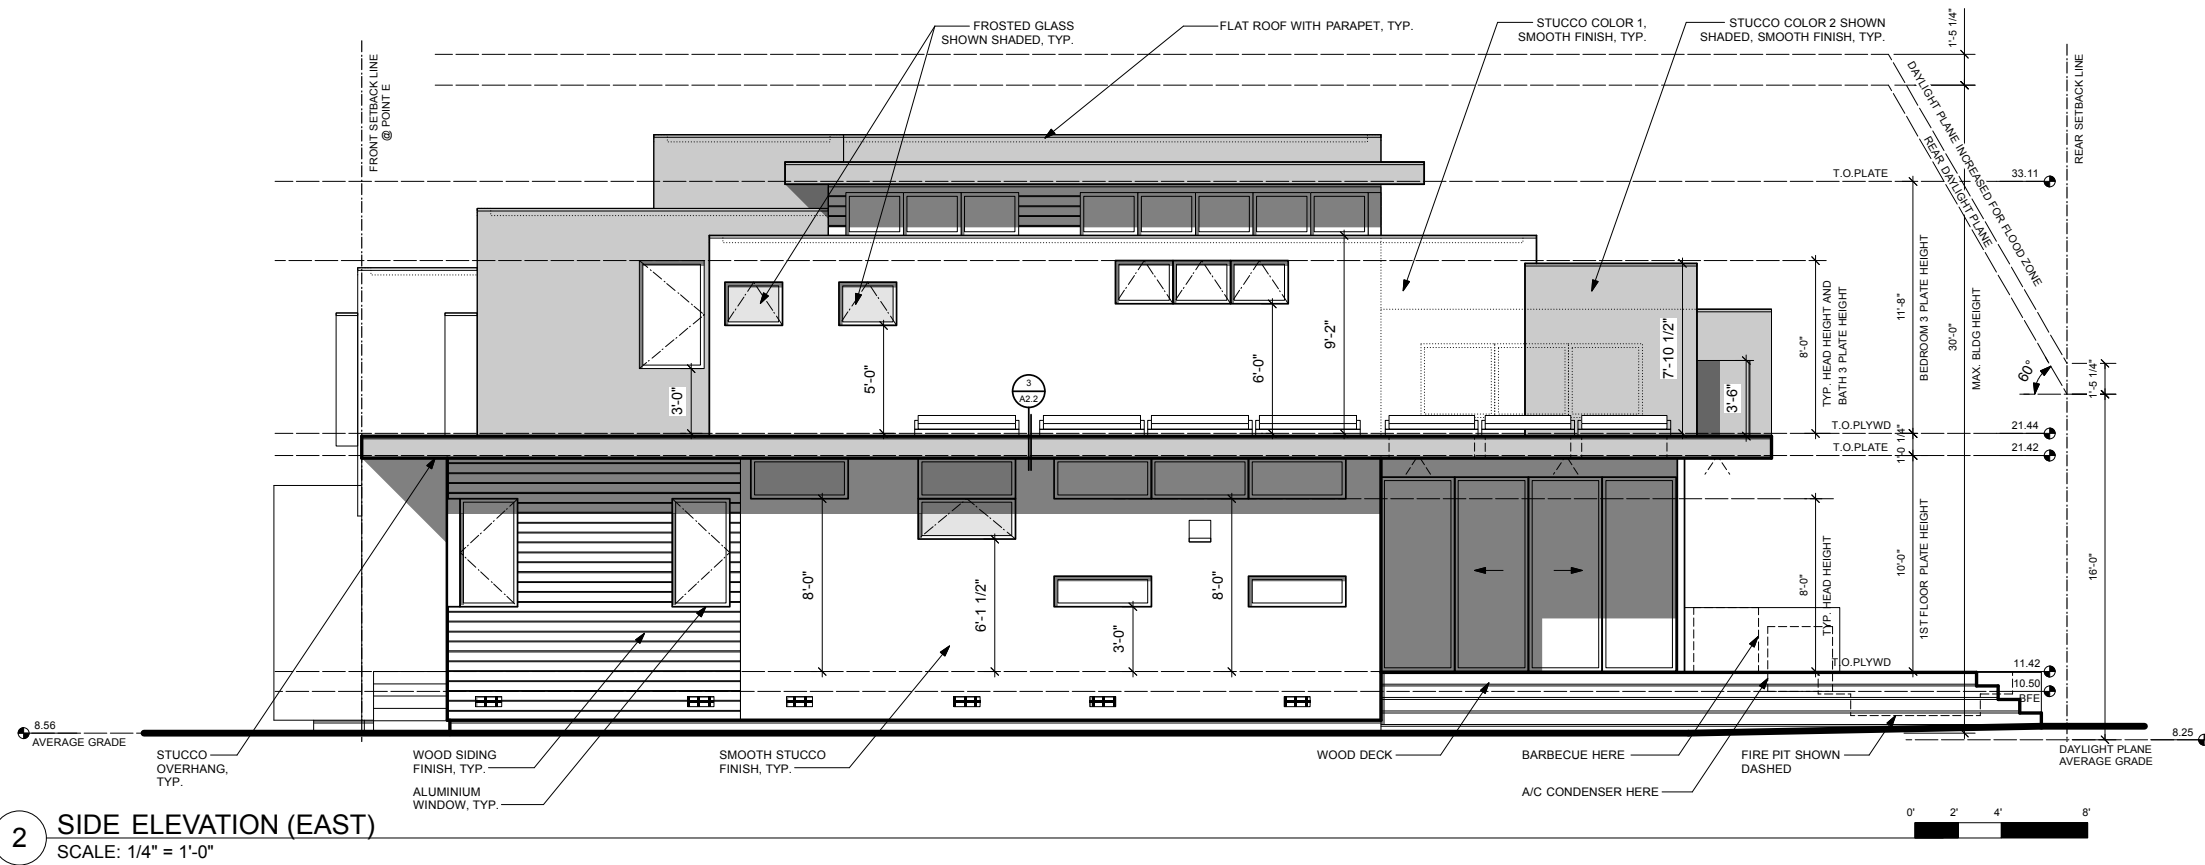 FROSTED GLASS
SHOWN SHADED, TYP.
FLAT ROOF WITH PARAPET, TYP.
STUCCO COLOR 1,
SMOOTH FINISH, TYP.
STUCCO COLOR 2 SHOWN
SHADED, SMOOTH FINISH, TYP.
1'-5 1/4"
FRONT SETBACK LINE
@ POINT E
DAYLIGHT PLANE INCREASED FOR FLOOD ZONE
REAR DAYLIGHT PLANE
REAR SETBACK LINE
T.O.PLATE
33.11
TYP. HEAD HEIGHT AND
BATH 3 PLATE HEIGHT
8'-0"
11'-8"
BEDROOM 3 PLATE HEIGHT
30'-0"
MAX. BLDG HEIGHT
60°
1'-5 1/4"
3'-0"
5'-0"
3
A2.2
6'-0"
9'-2"
7'-10 1/2"
3'-6"
T.O.PLYWD
21.44
1'-0 1/4"
T.O.PLATE
21.42
8'-0"
6'-1 1/2"
3'-0"
8'-0"
8'-0"
TYP. HEAD HEIGHT
10'-0"
1ST FLOOR PLATE HEIGHT
16'-0"
T.O.PLYWD
11.42
10.50
BFE
8.56
AVERAGE GRADE
8.25
DAYLIGHT PLANE
AVERAGE GRADE
STUCCO
OVERHANG,
TYP.
WOOD SIDING
FINISH, TYP.
ALUMINIUM
WINDOW, TYP.
SMOOTH STUCCO
FINISH, TYP.
WOOD DECK
BARBECUE HERE
A/C CONDENSER HERE
FIRE PIT SHOWN
DASHED
2
SIDE ELEVATION (EAST)
SCALE: 1/4" = 1'-0"
0' 2' 4' 8'